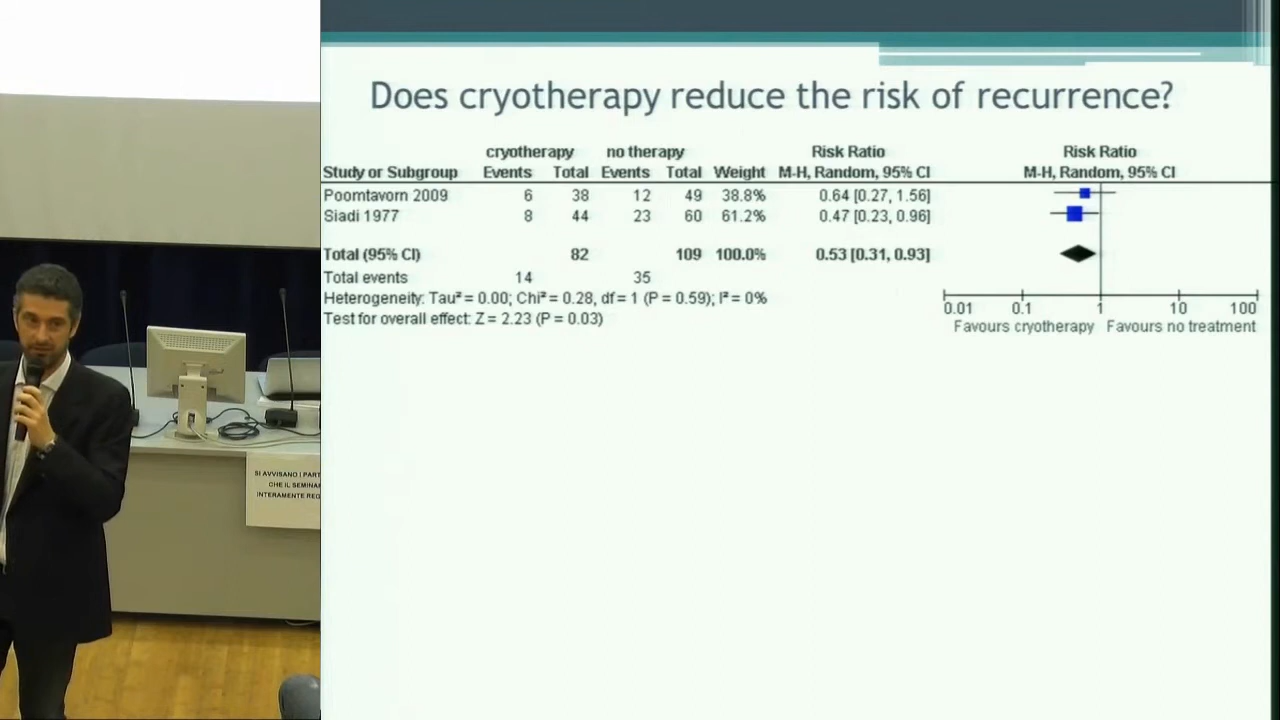 Does cryotherapy reduce the risk of recurrence?
cryotherapy no therapy Risk Ratio Risk Ratio
Study or Subgroup Events Total Events Total Weight M-H, Random, 95% CI M-H, Random, 95% CI
Poomtavorn 2009 6 38 12 49 38.8% 0.64 [0.27, 1.56]
Siadi 1977 8 44 23 60 61.2% 0.47 [0.23, 0.96]
Total (95% CI) 82 109 100.0% 0.53 [0.31, 0.93]
Total events 14 35
Heterogeneity: Tau² = 0.00; Chi² = 0.28, df = 1 (P = 0.59); I² = 0%
Test for overall effect: Z = 2.23 (P = 0.03)
0.01 0.1 1 10 100
Favours cryotherapy Favours no treatment
SI AVVISANO I PART
CHE IL SEMINA
INTERAMENTE REG